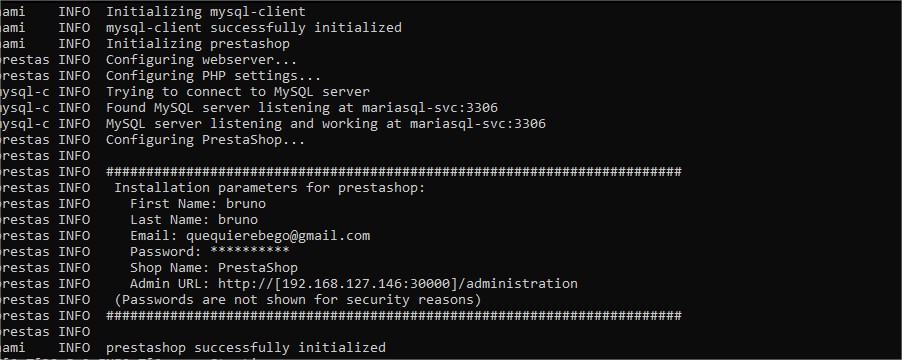 ami    INFO  Initializing mysql-client
ami    INFO  mysql-client successfully initialized
ami    INFO  Initializing prestashop
restas INFO  Configuring webserver...
restas INFO  Configuring PHP settings...
ysql-c INFO  Trying to connect to MySQL server
ysql-c INFO  Found MySQL server listening at mariasql-svc:3306
ysql-c INFO  MySQL server listening and working at mariasql-svc:3306
restas INFO  Configuring PrestaShop...
restas INFO
restas INFO  ########################################################################
restas INFO   Installation parameters for prestashop:
restas INFO     First Name: bruno
restas INFO     Last Name: bruno
restas INFO     Email: quequierebego@gmail.com
restas INFO     Password: **********
restas INFO     Shop Name: PrestaShop
restas INFO     Admin URL: http://[192.168.127.146:30000]/administration
restas INFO   (Passwords are not shown for security reasons)
restas INFO  ########################################################################
restas INFO
ami    INFO  prestashop successfully initialized